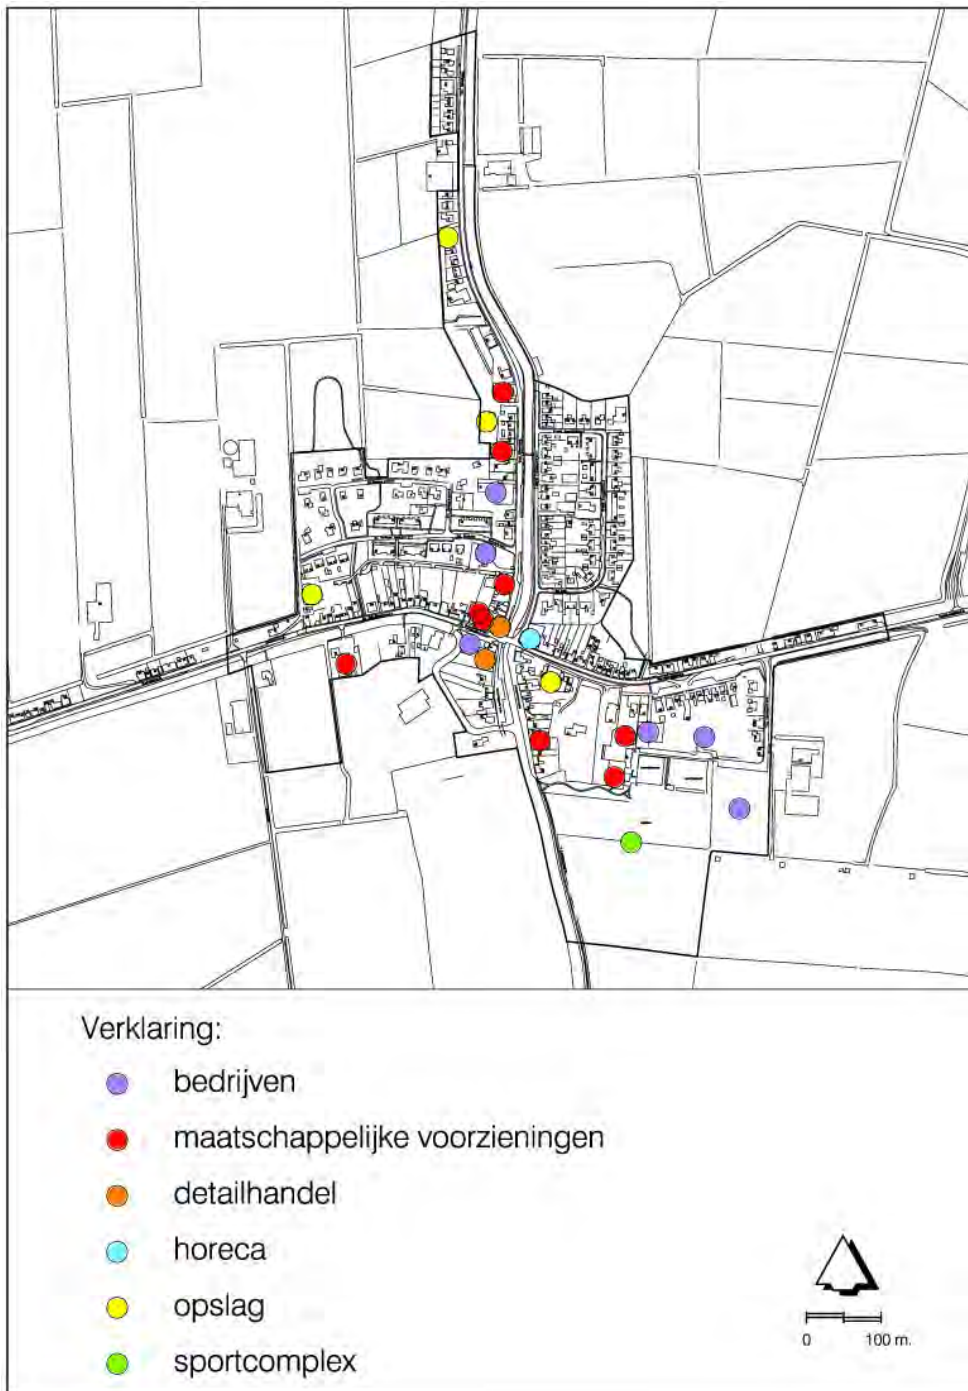 Verklaring:
bedrijven
maatschappelijke voorzieningen
detailhandel
horeca
opslag
sportcomplex
0 100 m.